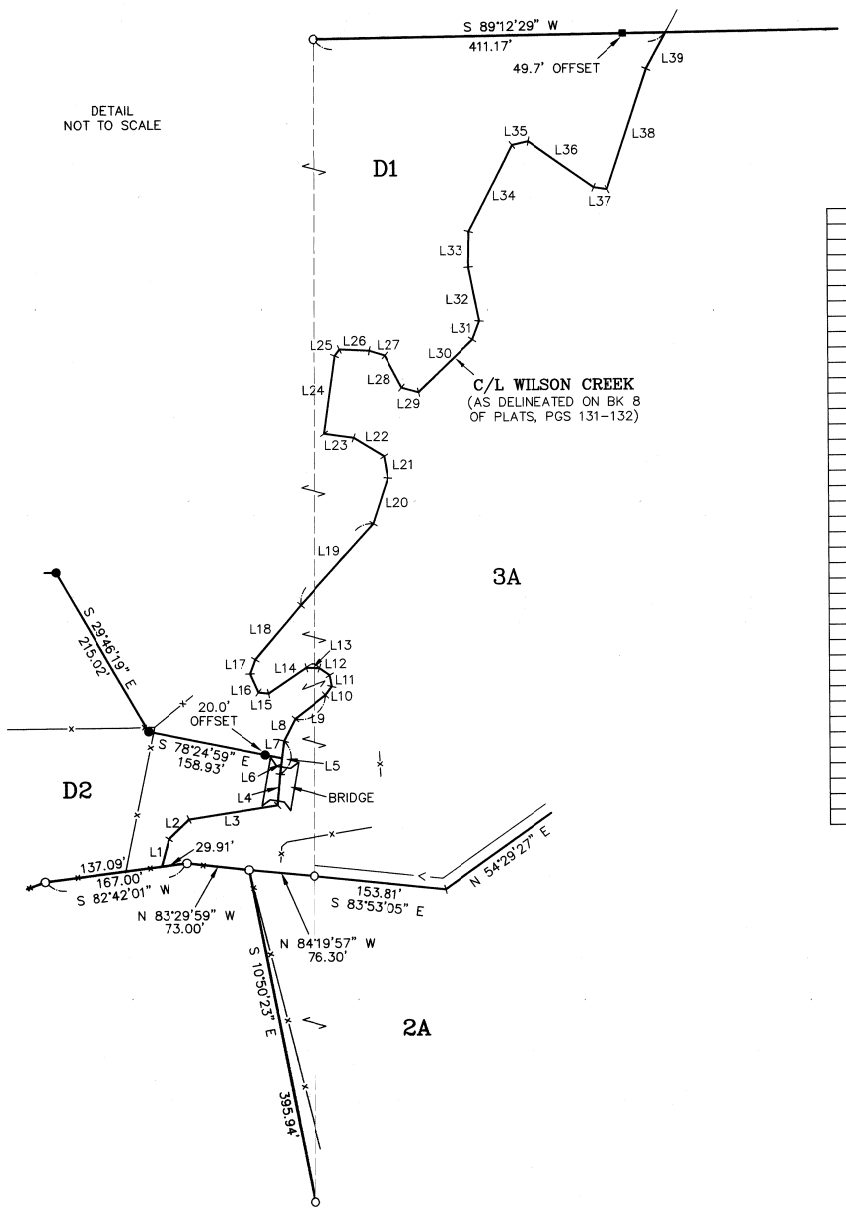 S 89°12'29" W
411.17'
49.7' OFFSET
L39
DETAIL
NOT TO SCALE
L35
L36
L38
D1
L37
L34
L33
L32
L31
L25
L26
L27
L30
L24
L28
L29
C/L WILSON CREEK
(AS DELINEATED ON BK 8
OF PLATS, PGS 131-132)
L23
L22
L21
L20
L19
3A
S 29°46'19" E
215.02'
L18
L13
L17
L14
L12
L11
L16
L15
L10
20.0'
OFFSET
L9
L8
L7
S 78°24'59" E
158.93'
L5
L6
D2
L4
BRIDGE
L2
L3
L1
29.91'
137.09'
167.00'
S 82°42'01" W
153.81'
S 83°53'05" E
N 54°29'27" E
N 83°29'59" W
73.00'
N 84°19'57" W
76.30'
S 10°50'23" E
2A
395.94'